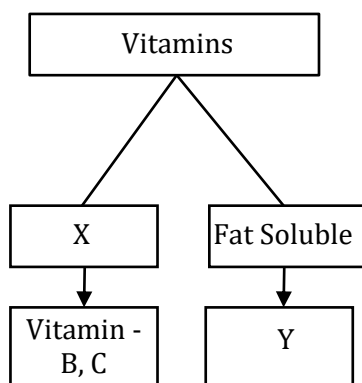 Vitamins
X
Fat Soluble
Vitamin -
B, C
Y